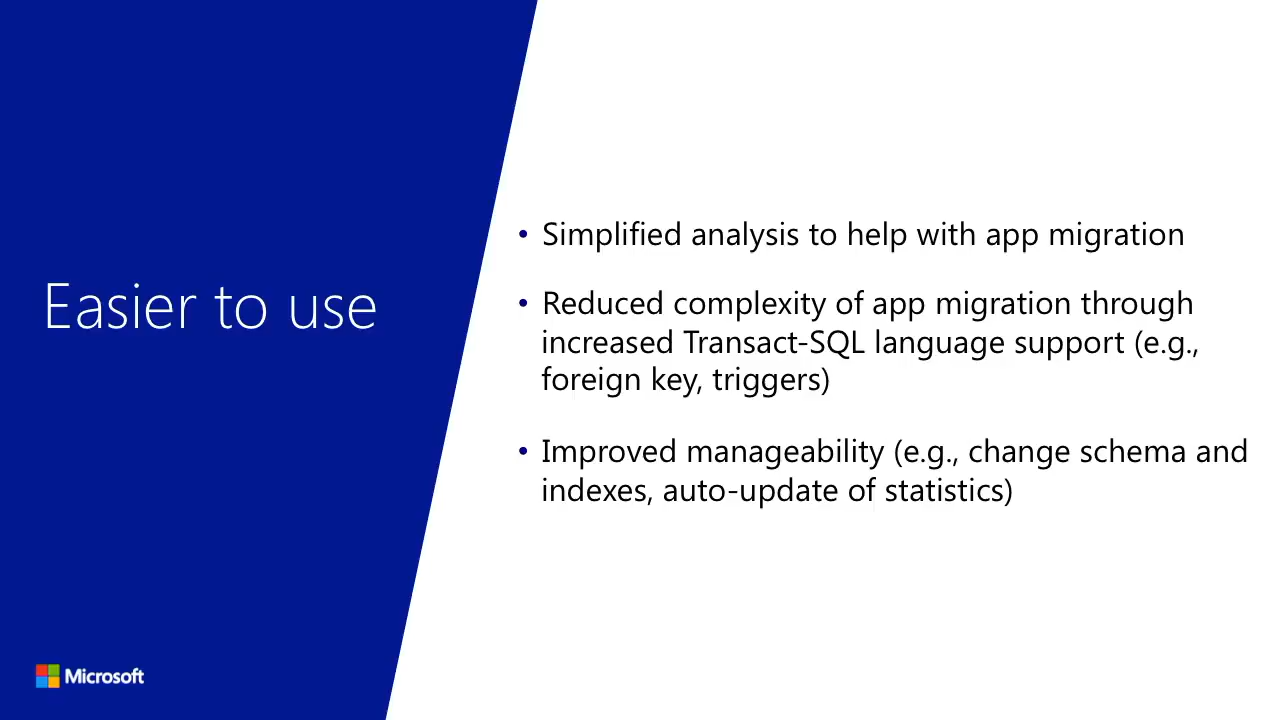 Easier to use
• Simplified analysis to help with app migration
• Reduced complexity of app migration through
increased Transact-SQL language support (e.g.,
foreign key, triggers)
• Improved manageability (e.g., change schema and
indexes, auto-update of statistics)
Microsoft